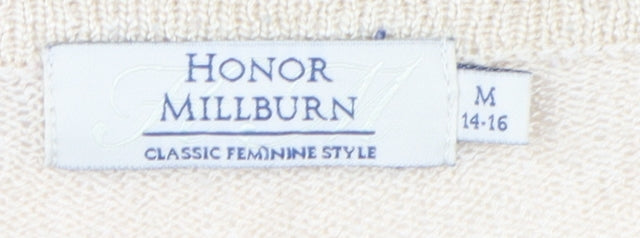 HONOR
MILLBURN
CLASSIC FEMININE STYLE
M
14-16